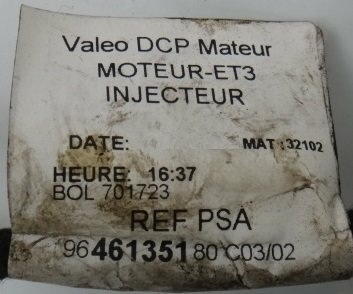 Valeo DCP Mateur
MOTEUR-ET3
INJECTEUR
DATE: MAT :32102
HEURE: 16:37
BOL 701723
REF PSA
96 461351 80 C03/02